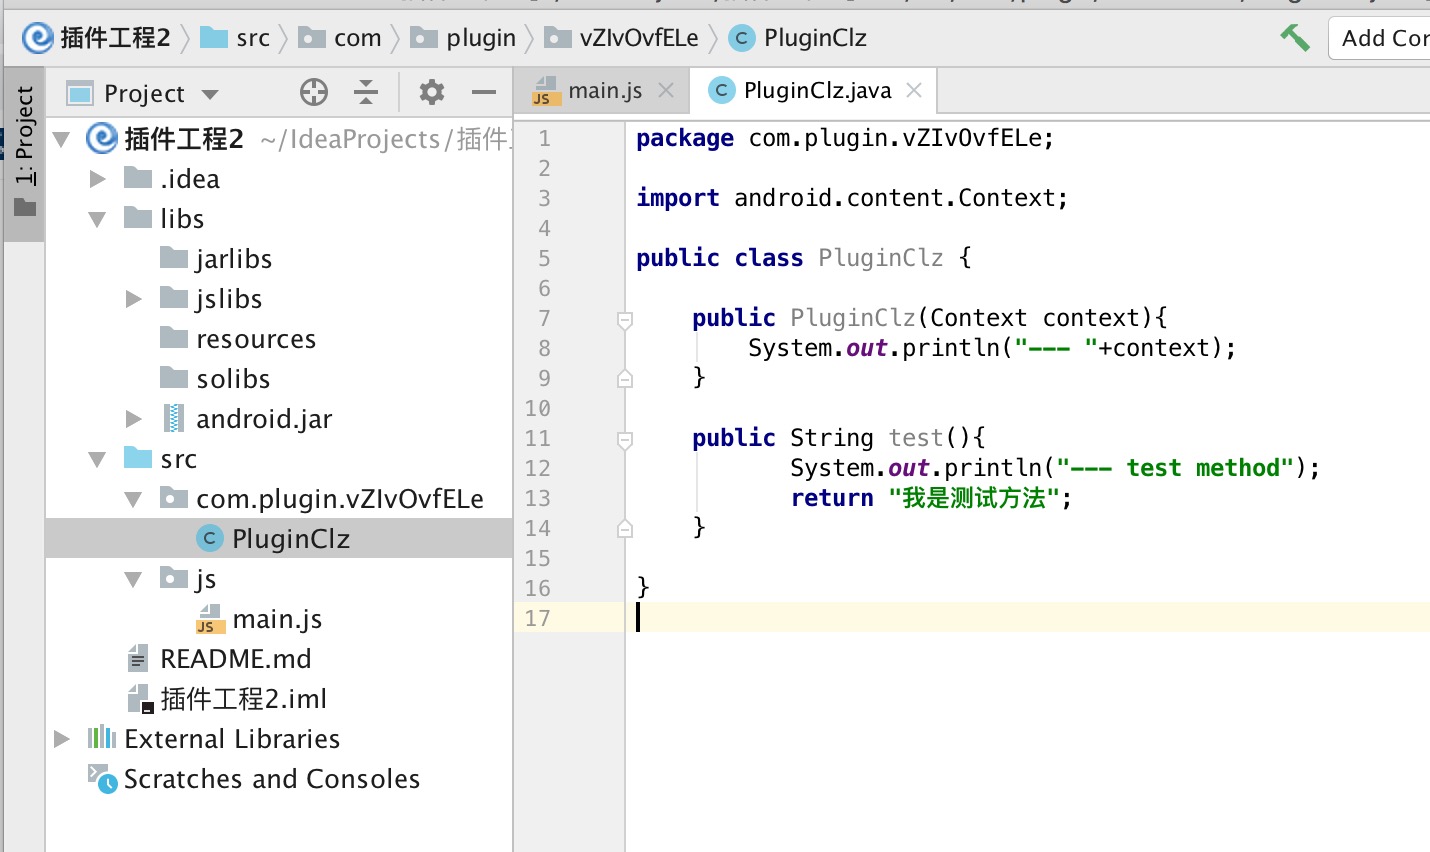 插件工程2 src com plugin vZIvOvfELe PluginClz Add Cor
1: Project
Project
插件工程2 ~/IdeaProjects/插件
.idea
libs
jarlibs
jslibs
resources
solibs
android.jar
src
com.plugin.vZIvOvfELe
PluginClz
js
main.js
README.md
插件工程2.iml
External Libraries
Scratches and Consoles
main.js PluginClz.java
1 package com.plugin.vZIvOvfELe;
2
3 import android.content.Context;
4
5 public class PluginClz {
6
7 public PluginClz(Context context){
8 System.out.println("--- "+context);
9 }
10
11 public String test(){
12 System.out.println("--- test method");
13 return "我是测试方法";
14 }
15
16 }
17